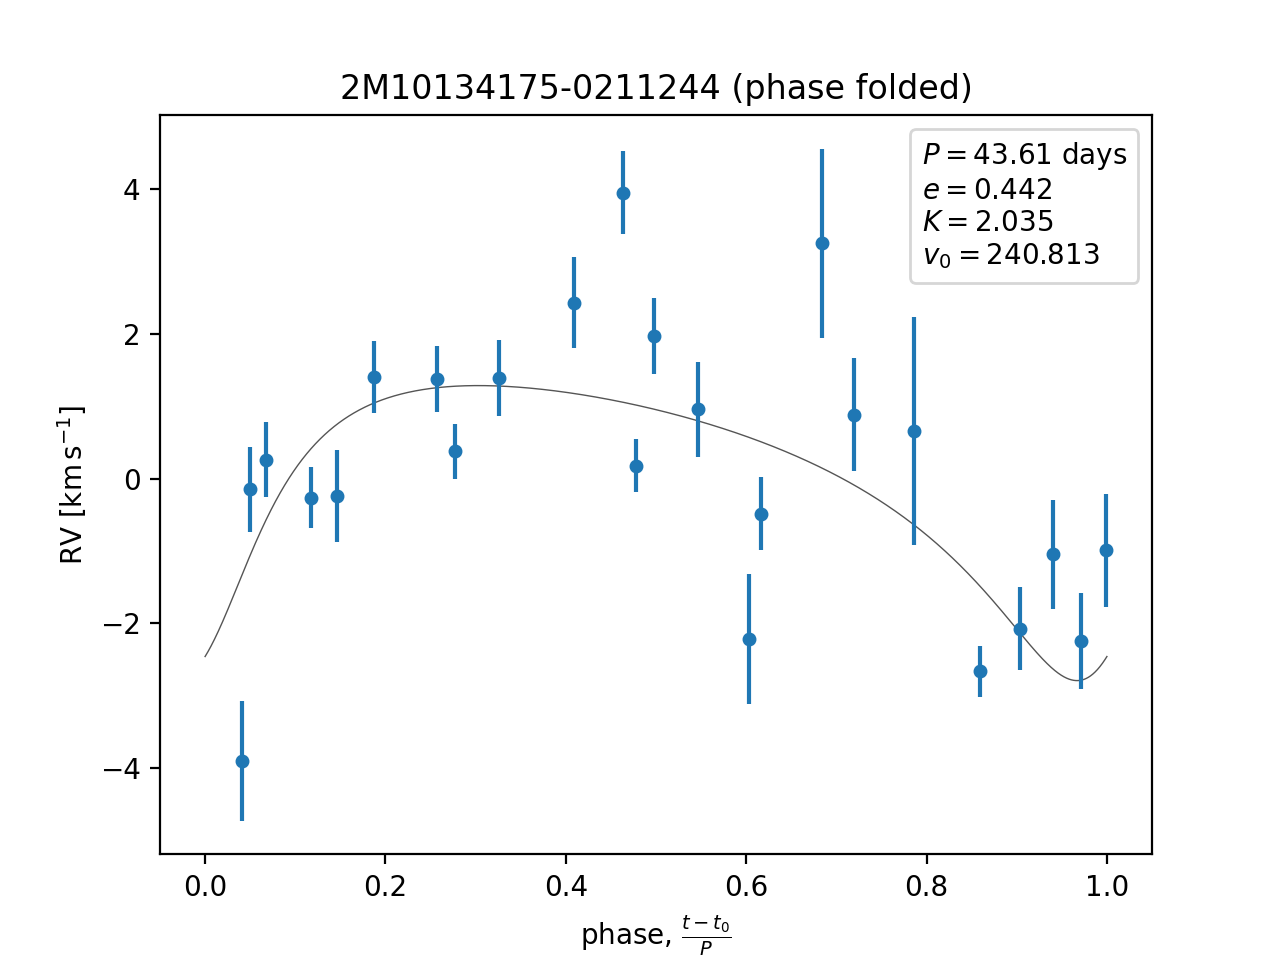 2M10134175-0211244 (phase folded)
P = 43.61 days
e = 0.442
K = 2.035
v₀ = 240.813
4
2
0
−2
−4
RV [km s⁻¹]
0.0 0.2 0.4 0.6 0.8 1.0
phase, (t − t₀)/P